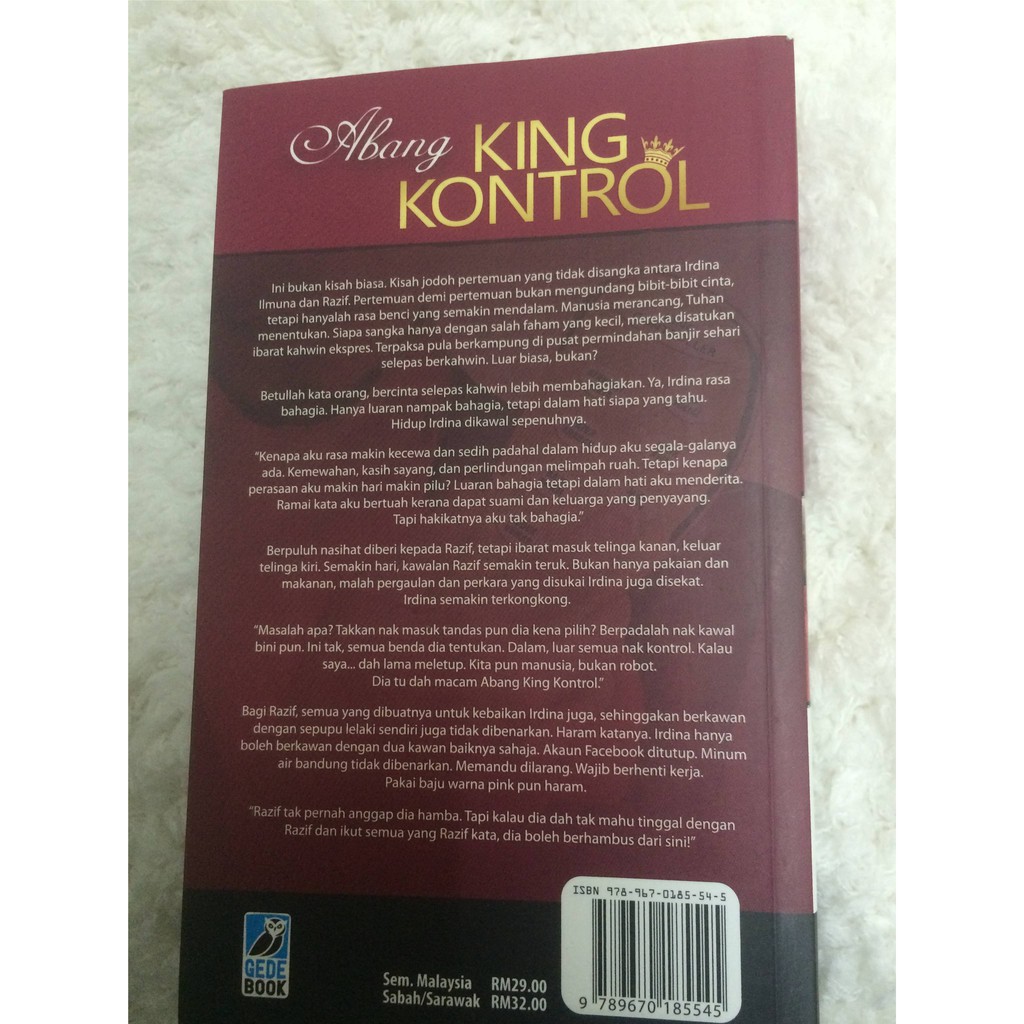 Abang KING
KONTROL
Ini bukan kisah biasa. Kisah jodoh pertemuan yang tidak disangka antara Irdina
Ilmuna dan Razif. Pertemuan demi pertemuan bukan mengundang bibit-bibit cinta,
tetapi hanyalah rasa benci yang semakin mendalam. Manusia merancang, Tuhan
menentukan. Siapa sangka hanya dengan salah faham yang kecil, mereka disatukan
ibarat kahwin ekspres. Terpaksa pula berkampung di pusat permindahan banjir sehari
selepas berkahwin. Luar biasa, bukan?
Betullah kata orang, bercinta selepas kahwin lebih membahagiakan. Ya, Irdina rasa
bahagia. Hanya luaran nampak bahagia, tetapi dalam hati siapa yang tahu.
Hidup Irdina dikawal sepenuhnya.
“Kenapa aku rasa makin kecewa dan sedih padahal dalam hidup aku segala-galanya
ada. Kemewahan, kasih sayang, dan perlindungan melimpah ruah. Tetapi kenapa
perasaan aku makin hari makin pilu? Luaran bahagia tetapi dalam hati aku menderita.
Ramai kata aku bertuah kerana dapat suami dan keluarga yang penyayang.
Tapi hakikatnya aku tak bahagia.”
Berpuluh nasihat diberi kepada Razif, tetapi ibarat masuk telinga kanan, keluar
telinga kiri. Semakin hari, kawalan Razif semakin teruk. Bukan hanya pakaian dan
makanan, malah pergaulan dan perkara yang disukai Irdina juga disekat.
Irdina semakin terkongkong.
“Masalah apa? Takkan nak masuk tandas pun dia kena pilih? Berpadalah nak kawal
bini pun. Ini tak, semua benda dia tentukan. Dalam, luar semua nak kontrol. Kalau
saya... dah lama meletup. Kita pun manusia, bukan robot.
Dia tu dah macam Abang King Kontrol.”
Bagi Razif, semua yang dibuatnya untuk kebaikan Irdina juga, sehinggakan berkawan
dengan sepupu lelaki sendiri juga tidak dibenarkan. Haram katanya. Irdina hanya
boleh berkawan dengan dua kawan baiknya sahaja. Akaun Facebook ditutup. Minum
air bandung tidak dibenarkan. Memandu dilarang. Wajib berhenti kerja.
Pakai baju warna pink pun haram.
“Razif tak pernah anggap dia hamba. Tapi kalau dia dah tak mahu tinggal dengan
Razif dan ikut semua yang Razif kata, dia boleh berhambus dari sini!”
ISBN 978-967-0185-54-5
GEDE
BOOK
Sem. Malaysia RM29.00
Sabah/Sarawak RM32.00
9 789670 185545